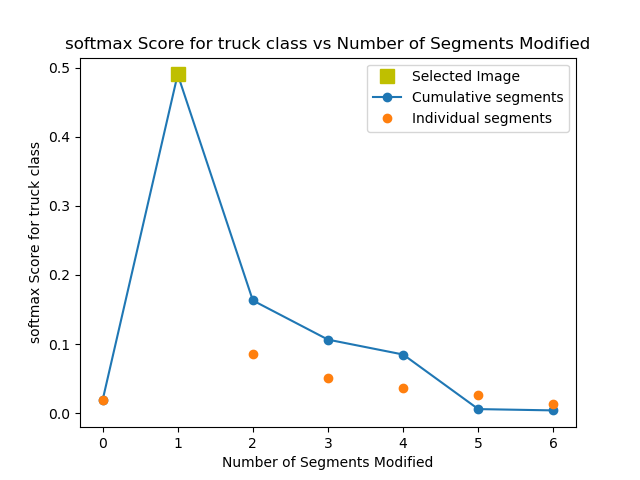 softmax Score for truck class vs Number of Segments Modified
Selected Image
Cumulative segments
Individual segments
softmax Score for truck class
0.5
0.4
0.3
0.2
0.1
0.0
0 1 2 3 4 5 6
Number of Segments Modified